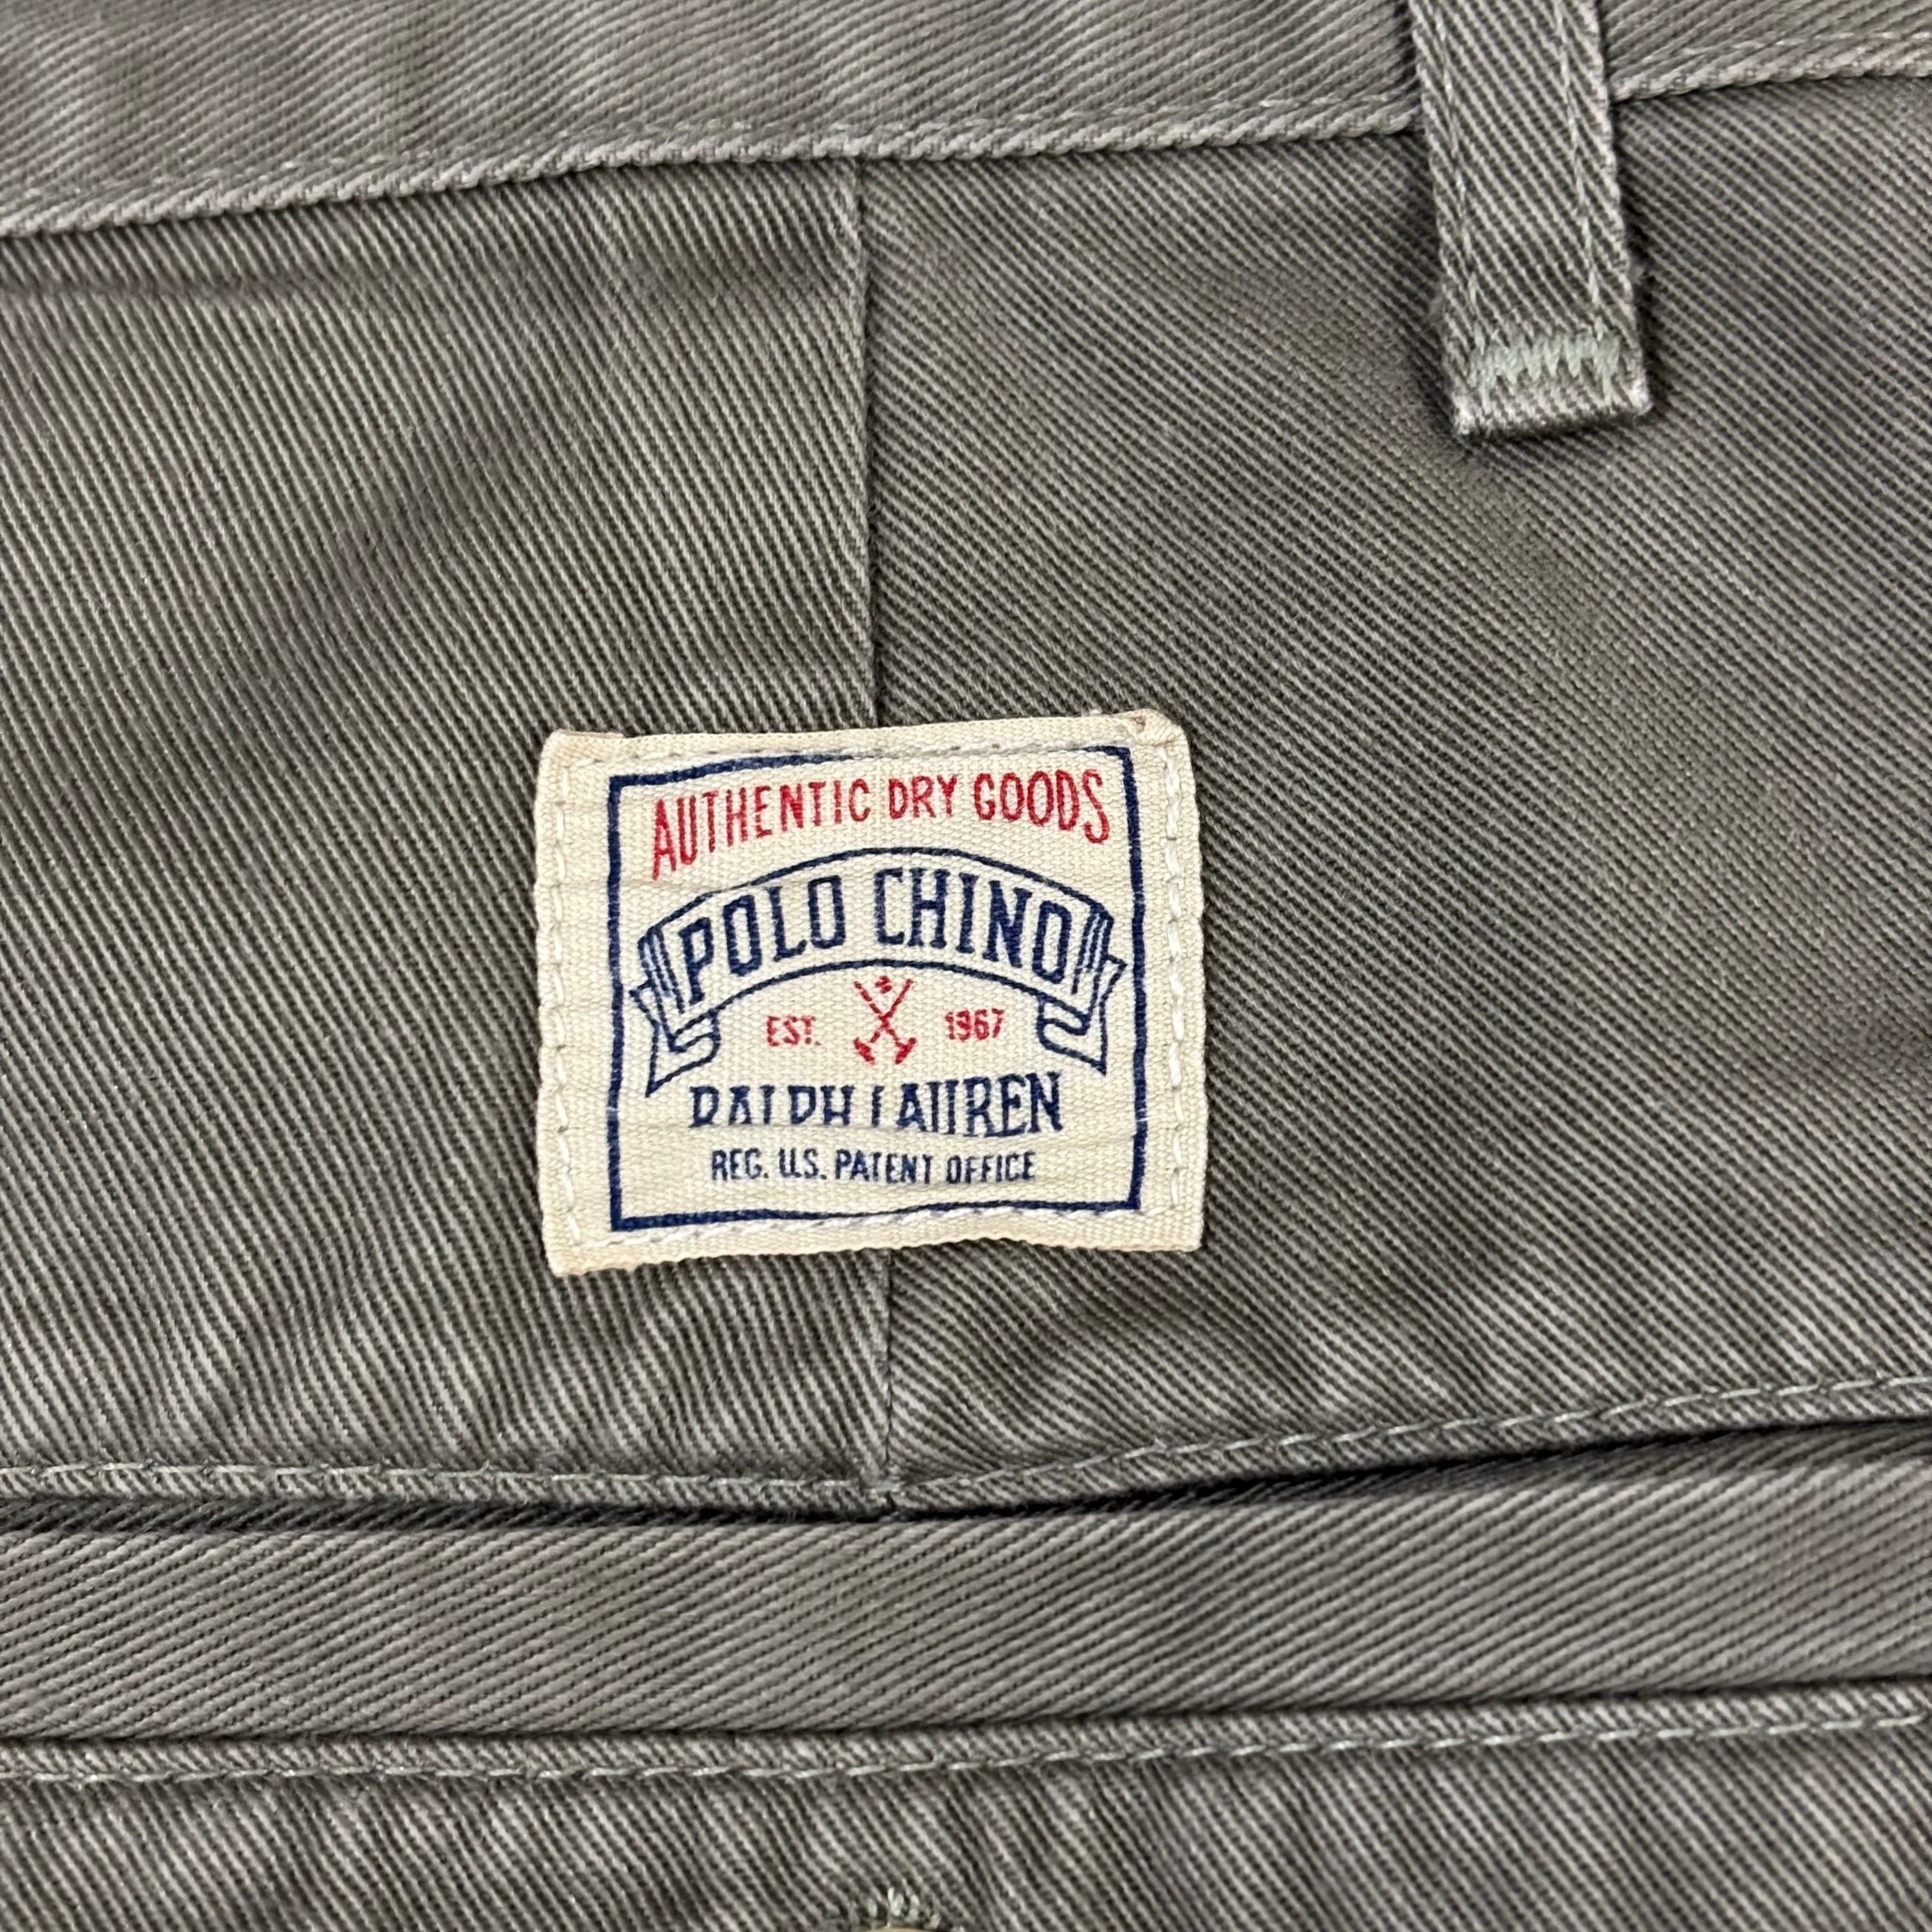 AUTHENTIC DRY GOODS
POLO CHINO
EST. 1967
RALPH LAUREN
REG. U.S. PATENT OFFICE